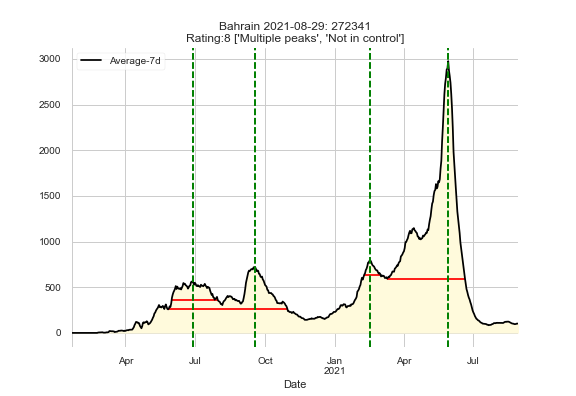 Bahrain 2021-08-29: 272341
Rating:8 ['Multiple peaks', 'Not in control']
Average-7d
3000
2500
2000
1500
1000
500
0
Apr Jul Oct Jan Apr Jul
2021
Date